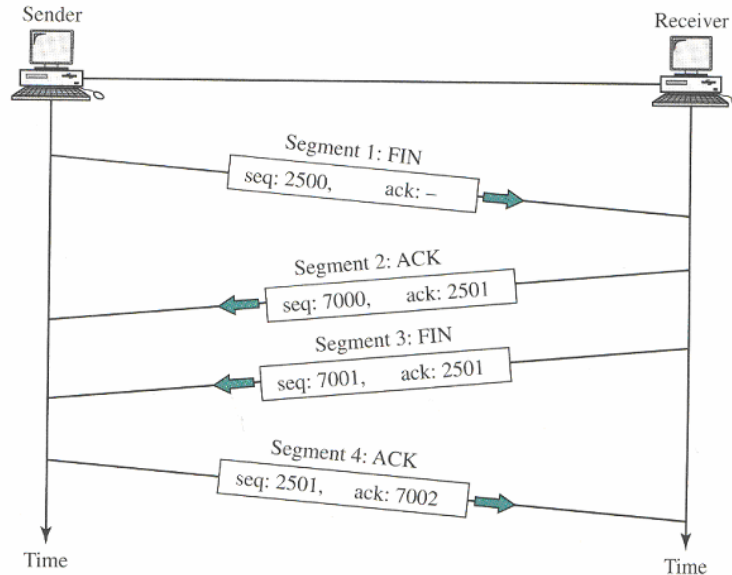 Sender
Receiver
Segment 1: FIN
seq: 2500, ack: –
Segment 2: ACK
seq: 7000, ack: 2501
Segment 3: FIN
seq: 7001, ack: 2501
Segment 4: ACK
seq: 2501, ack: 7002
Time
Time